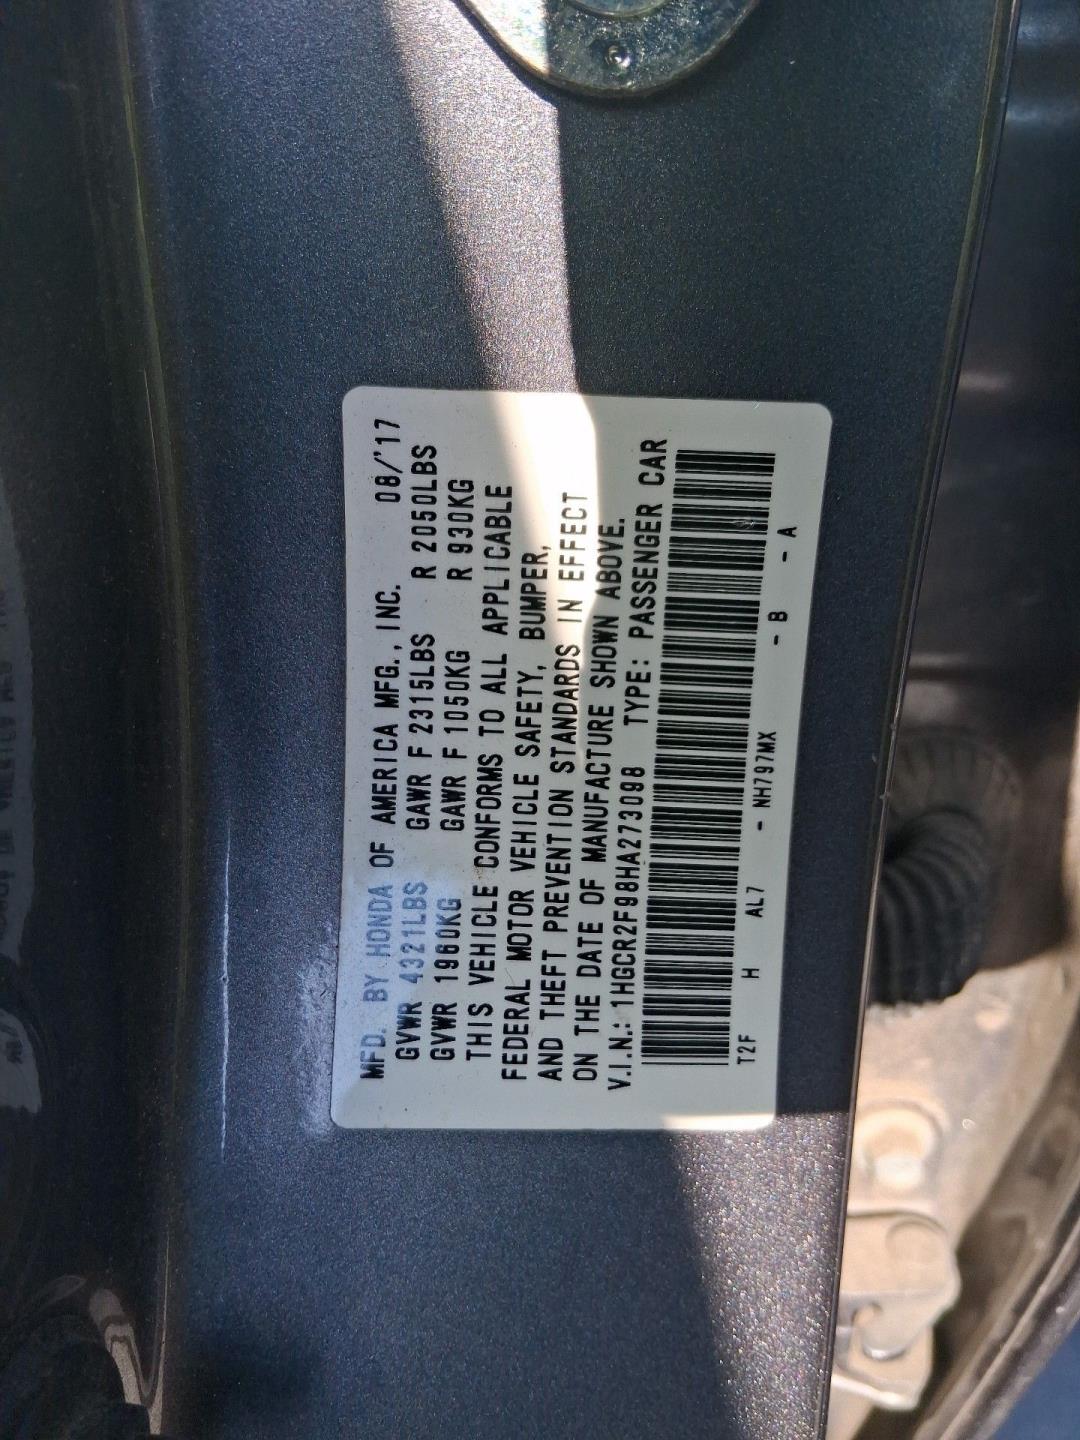 MFD. BY HONDA OF AMERICA MFG., INC. 08/'17
GVWR 4321LBS GAWR F 2315LBS R 2050LBS
GVWR 1960KG GAWR F 1050KG R 930KG
THIS VEHICLE CONFORMS TO ALL APPLICABLE
FEDERAL MOTOR VEHICLE SAFETY, BUMPER,
AND THEFT PREVENTION STANDARDS IN EFFECT
ON THE DATE OF MANUFACTURE SHOWN ABOVE.
V.I.N.: 1HGCR2F98HA273098 TYPE: PASSENGER CAR
T2F H AL7 - NH797MX - B - A